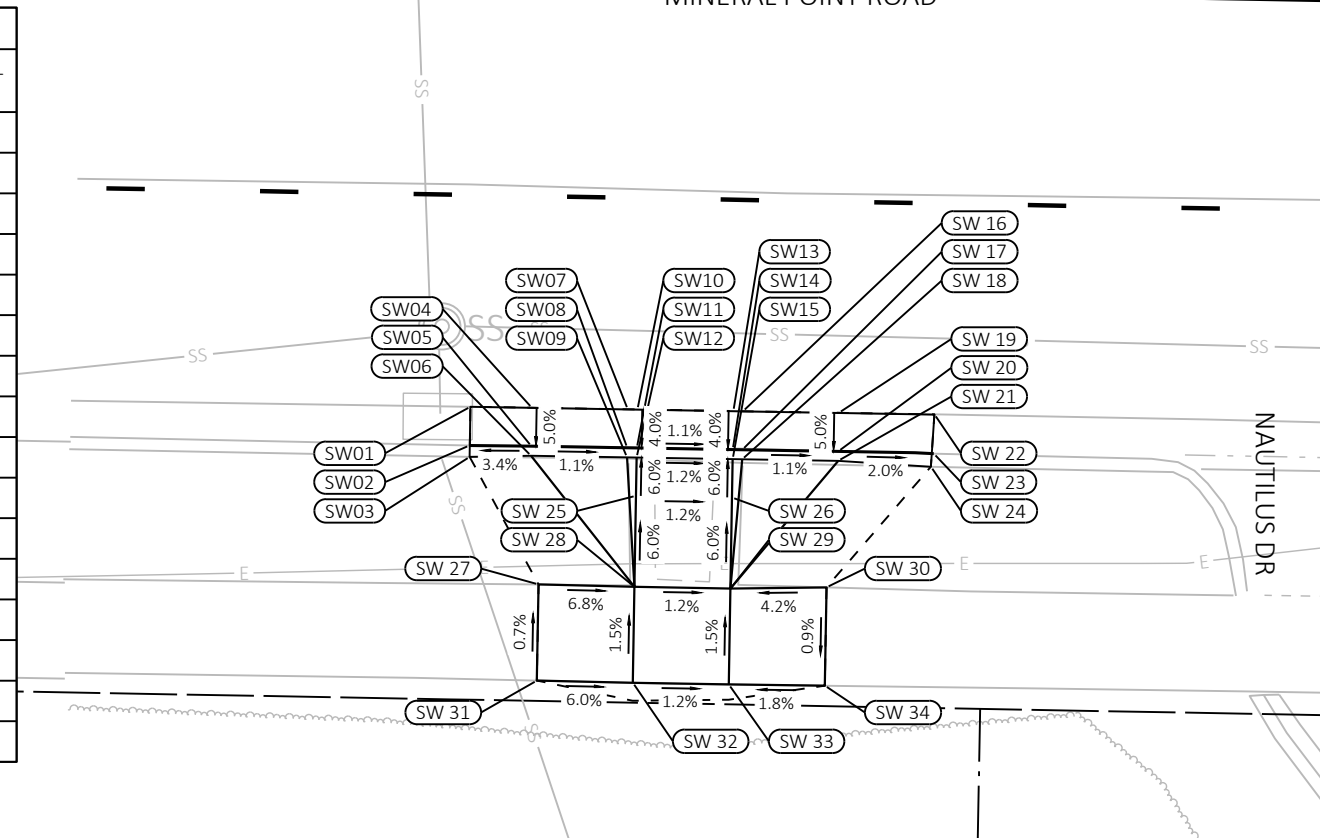 MINERAL POINT ROAD
SS
SW 16
SW13
SW 17
SW07
SW10
SW14
SW 18
SW04
SW08
SW11
SW15
SS
SS
SS
SW05
SW09
SW12
SW 19
SS
SS
SW06
SW 20
SW 21
5.0%
4.0%
1.1%
4.0%
5.0%
NAUTILUS DR
SW01
SW 22
3.4%
1.1%
1.2%
1.1%
2.0%
SW02
6.0%
6.0%
SW 23
SW03
SS
SW 25
1.2%
SW 26
SW 24
SW 28
6.0%
6.0%
SW 29
E
SW 27
E
E
E
E
SW 30
6.8%
1.2%
4.2%
0.7%
1.5%
1.5%
0.9%
6.0%
1.2%
1.8%
SW 31
SW 34
SS
SW 32
SW 33